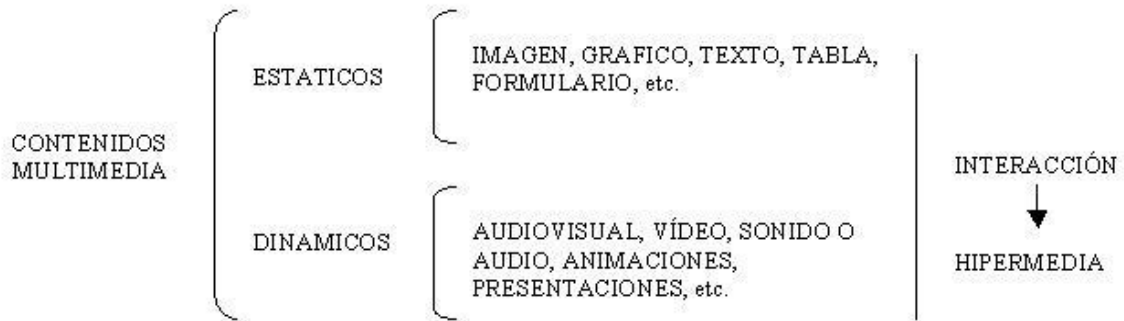 CONTENIDOS
MULTIMEDIA
ESTATICOS
IMAGEN, GRAFICO, TEXTO, TABLA,
FORMULARIO, etc.
DINAMICOS
AUDIOVISUAL, VÍDEO, SONIDO O
AUDIO, ANIMACIONES,
PRESENTACIONES, etc.
INTERACCIÓN
HIPERMEDIA